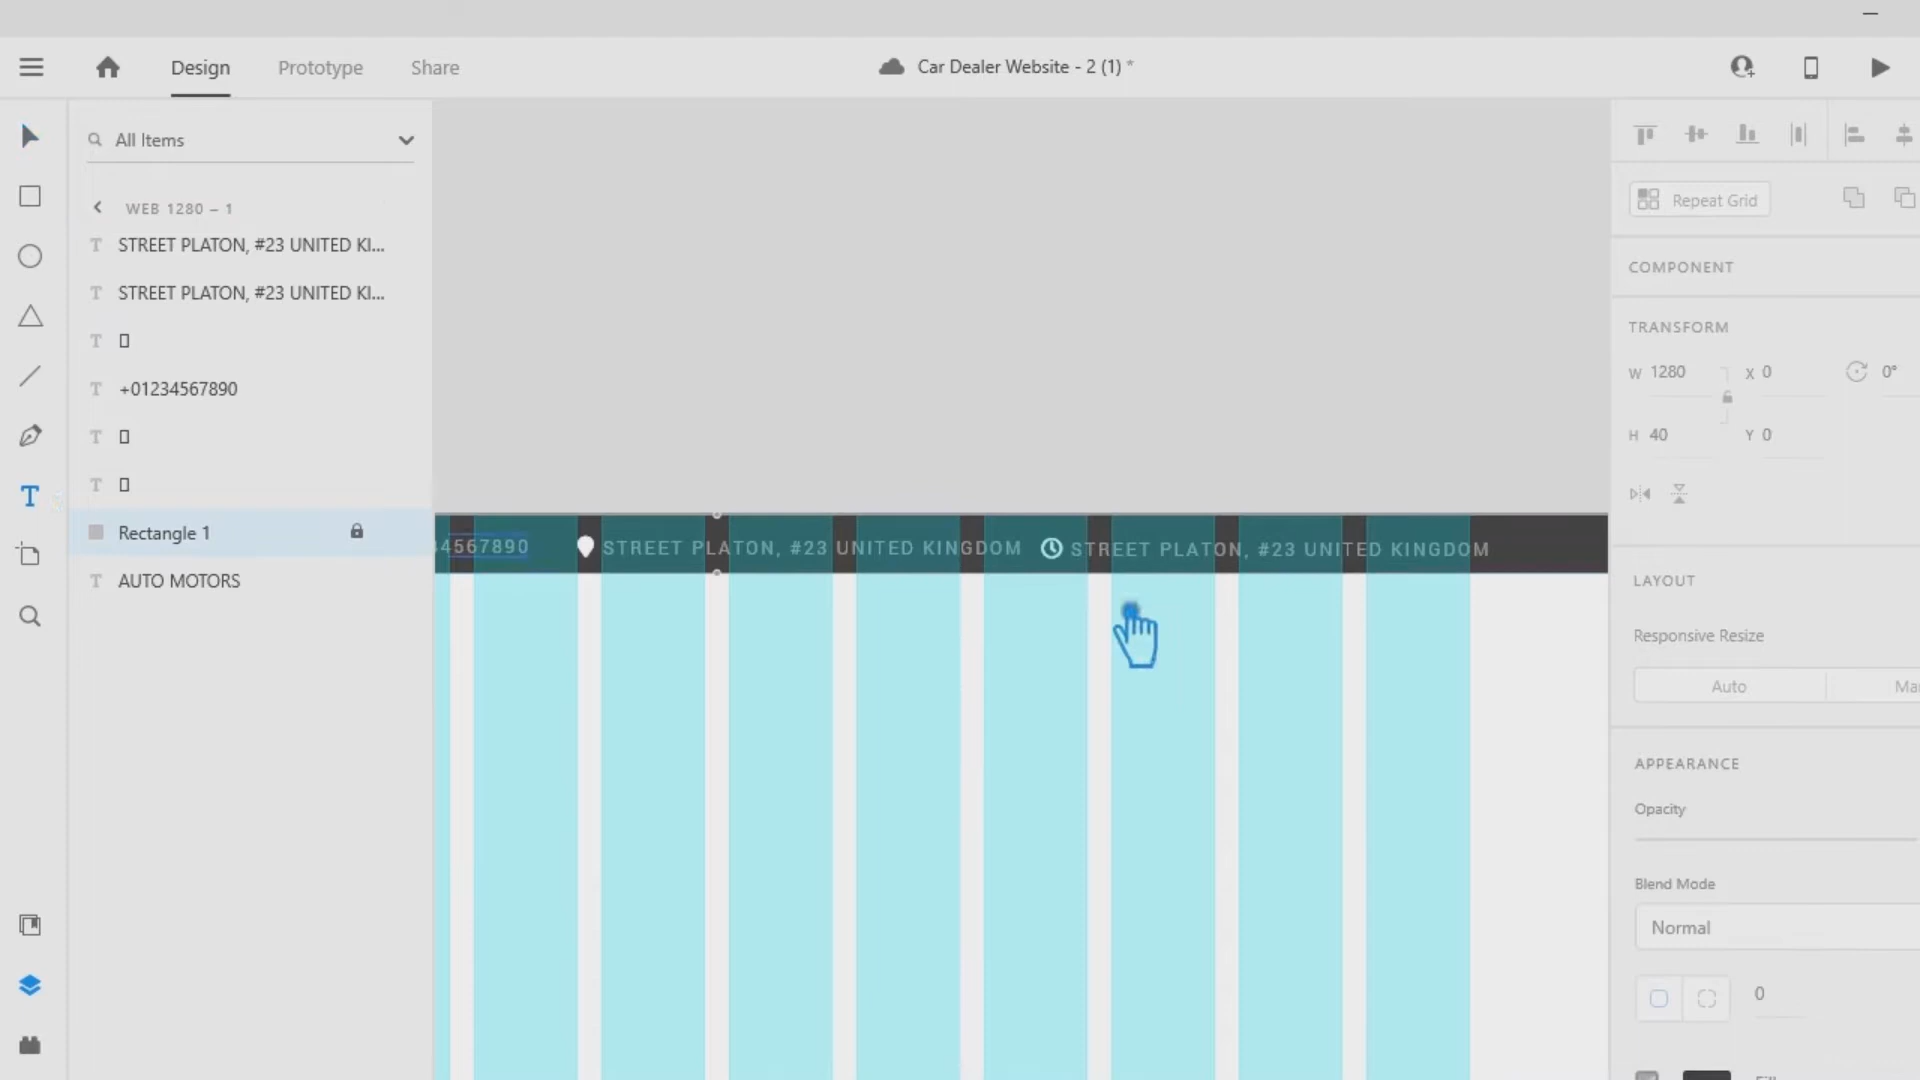 Design
Prototype
Share
Car Dealer Website - 2 (1) *
All Items
WEB 1280 – 1
T STREET PLATON, #23 UNITED KI...
T STREET PLATON, #23 UNITED KI...
T
T +01234567890
T
T
Rectangle 1
T AUTO MOTORS
T
4567890
STREET PLATON, #23 UNITED KINGDOM
STREET PLATON, #23 UNITED KINGDOM
Repeat Grid
COMPONENT
TRANSFORM
W 1280 X 0 0°
H 40 Y 0
LAYOUT
Responsive Resize
Auto
APPEARANCE
Opacity
Blend Mode
Normal
0